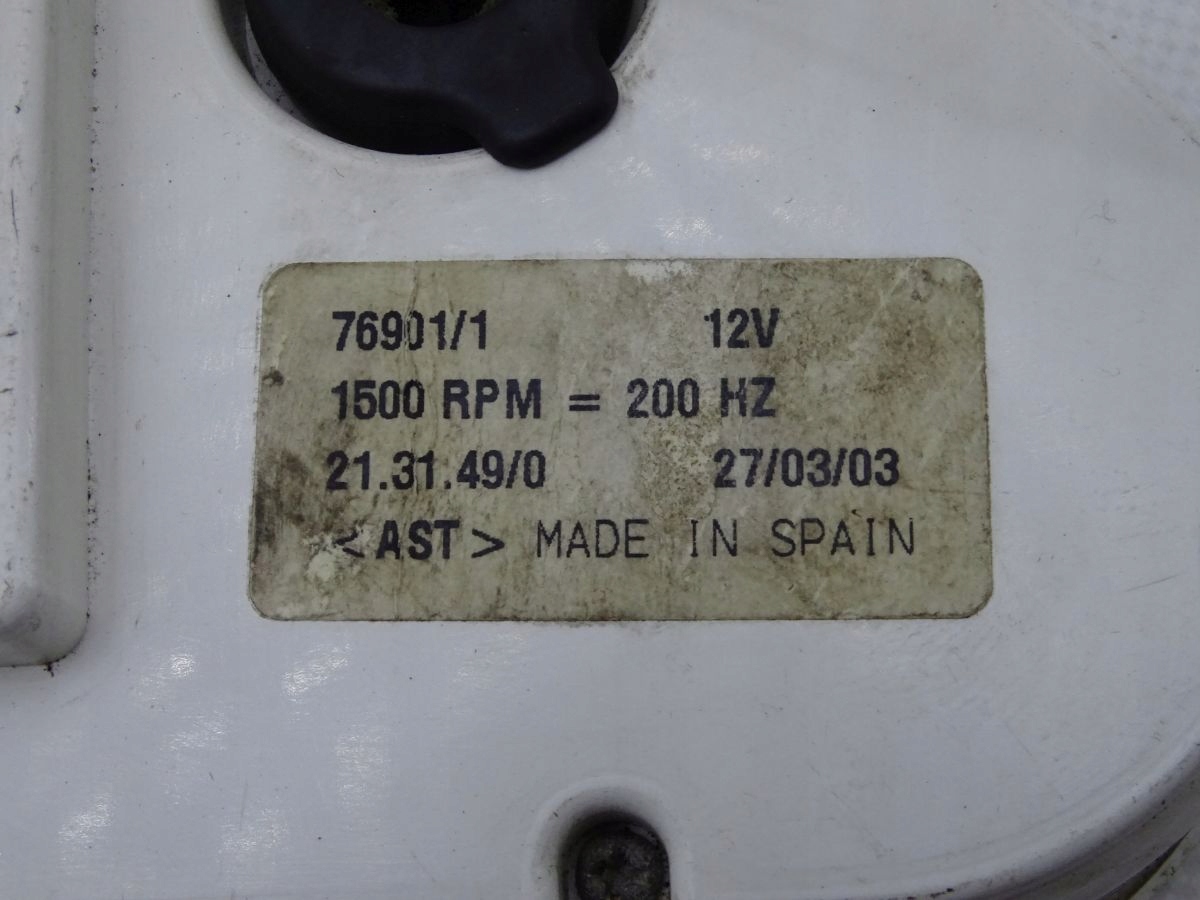 76901/1 12V
1500 RPM = 200 HZ
21.31.49/0 27/03/03
<AST> MADE IN SPAIN